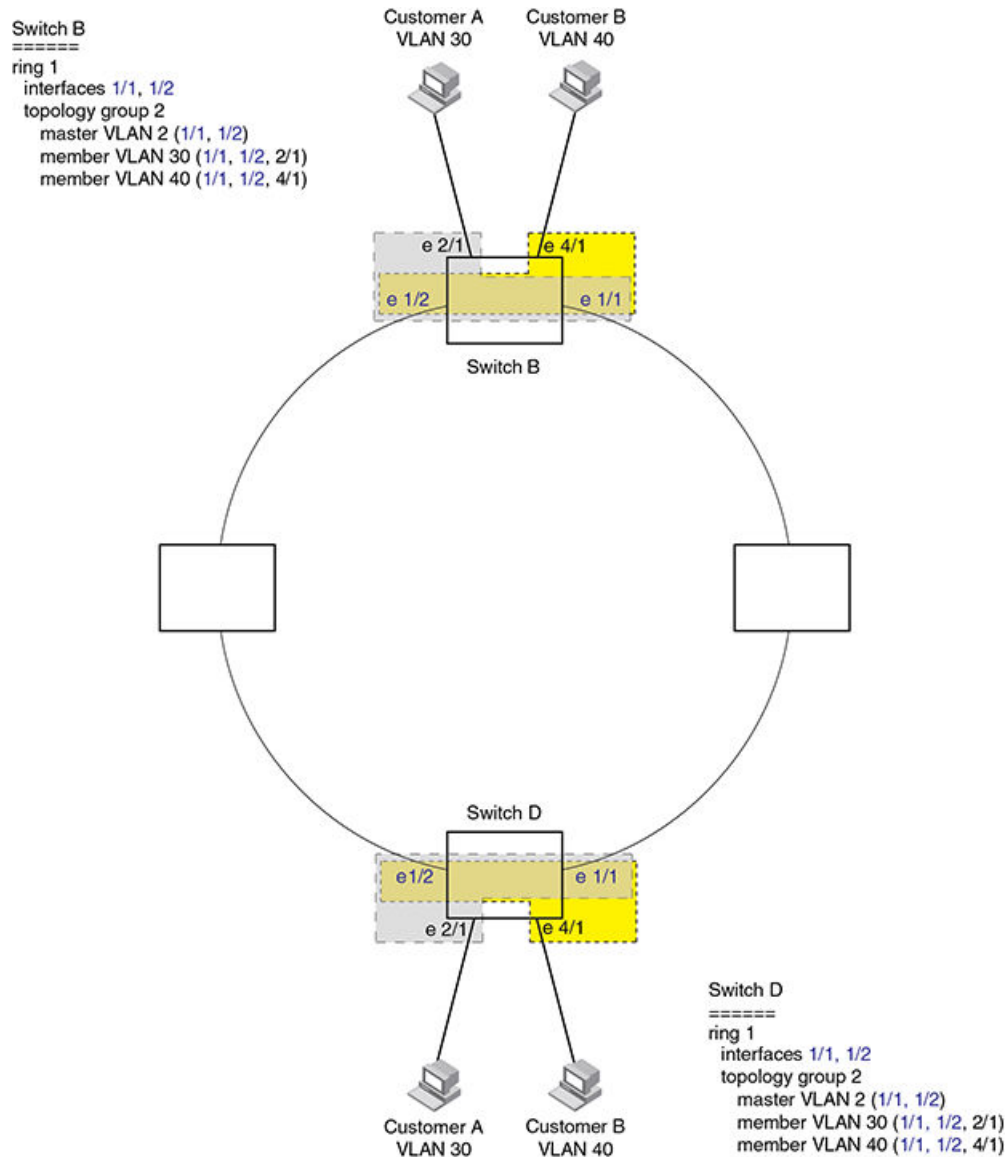 Switch B
======
ring 1
interfaces 1/1, 1/2
topology group 2
master VLAN 2 (1/1, 1/2)
member VLAN 30 (1/1, 1/2, 2/1)
member VLAN 40 (1/1, 1/2, 4/1)
Customer A
VLAN 30
Customer B
VLAN 40
e 2/1
e 4/1
e 1/2
e 1/1
Switch B
Switch D
e1/2
e 1/1
e 2/1
e 4/1
Customer A
VLAN 30
Customer B
VLAN 40
Switch D
======
ring 1
interfaces 1/1, 1/2
topology group 2
master VLAN 2 (1/1, 1/2)
member VLAN 30 (1/1, 1/2, 2/1)
member VLAN 40 (1/1, 1/2, 4/1)